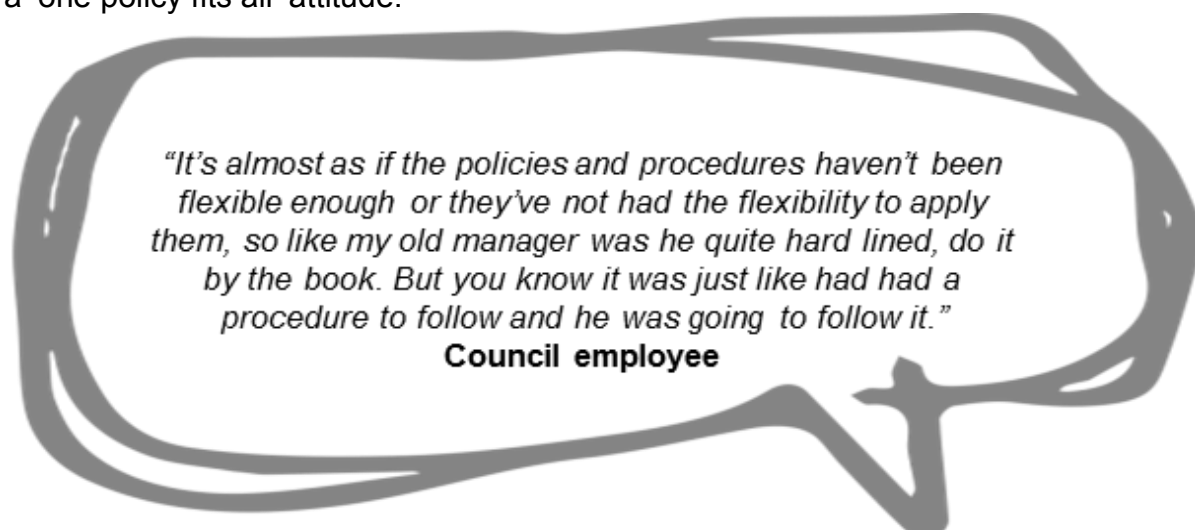 a one policy fits all attitude.
“It’s almost as if the policies and procedures haven’t been
flexible enough or they’ve not had the flexibility to apply
them, so like my old manager was he quite hard lined, do it
by the book. But you know it was just like had had a
procedure to follow and he was going to follow it.”
Council employee